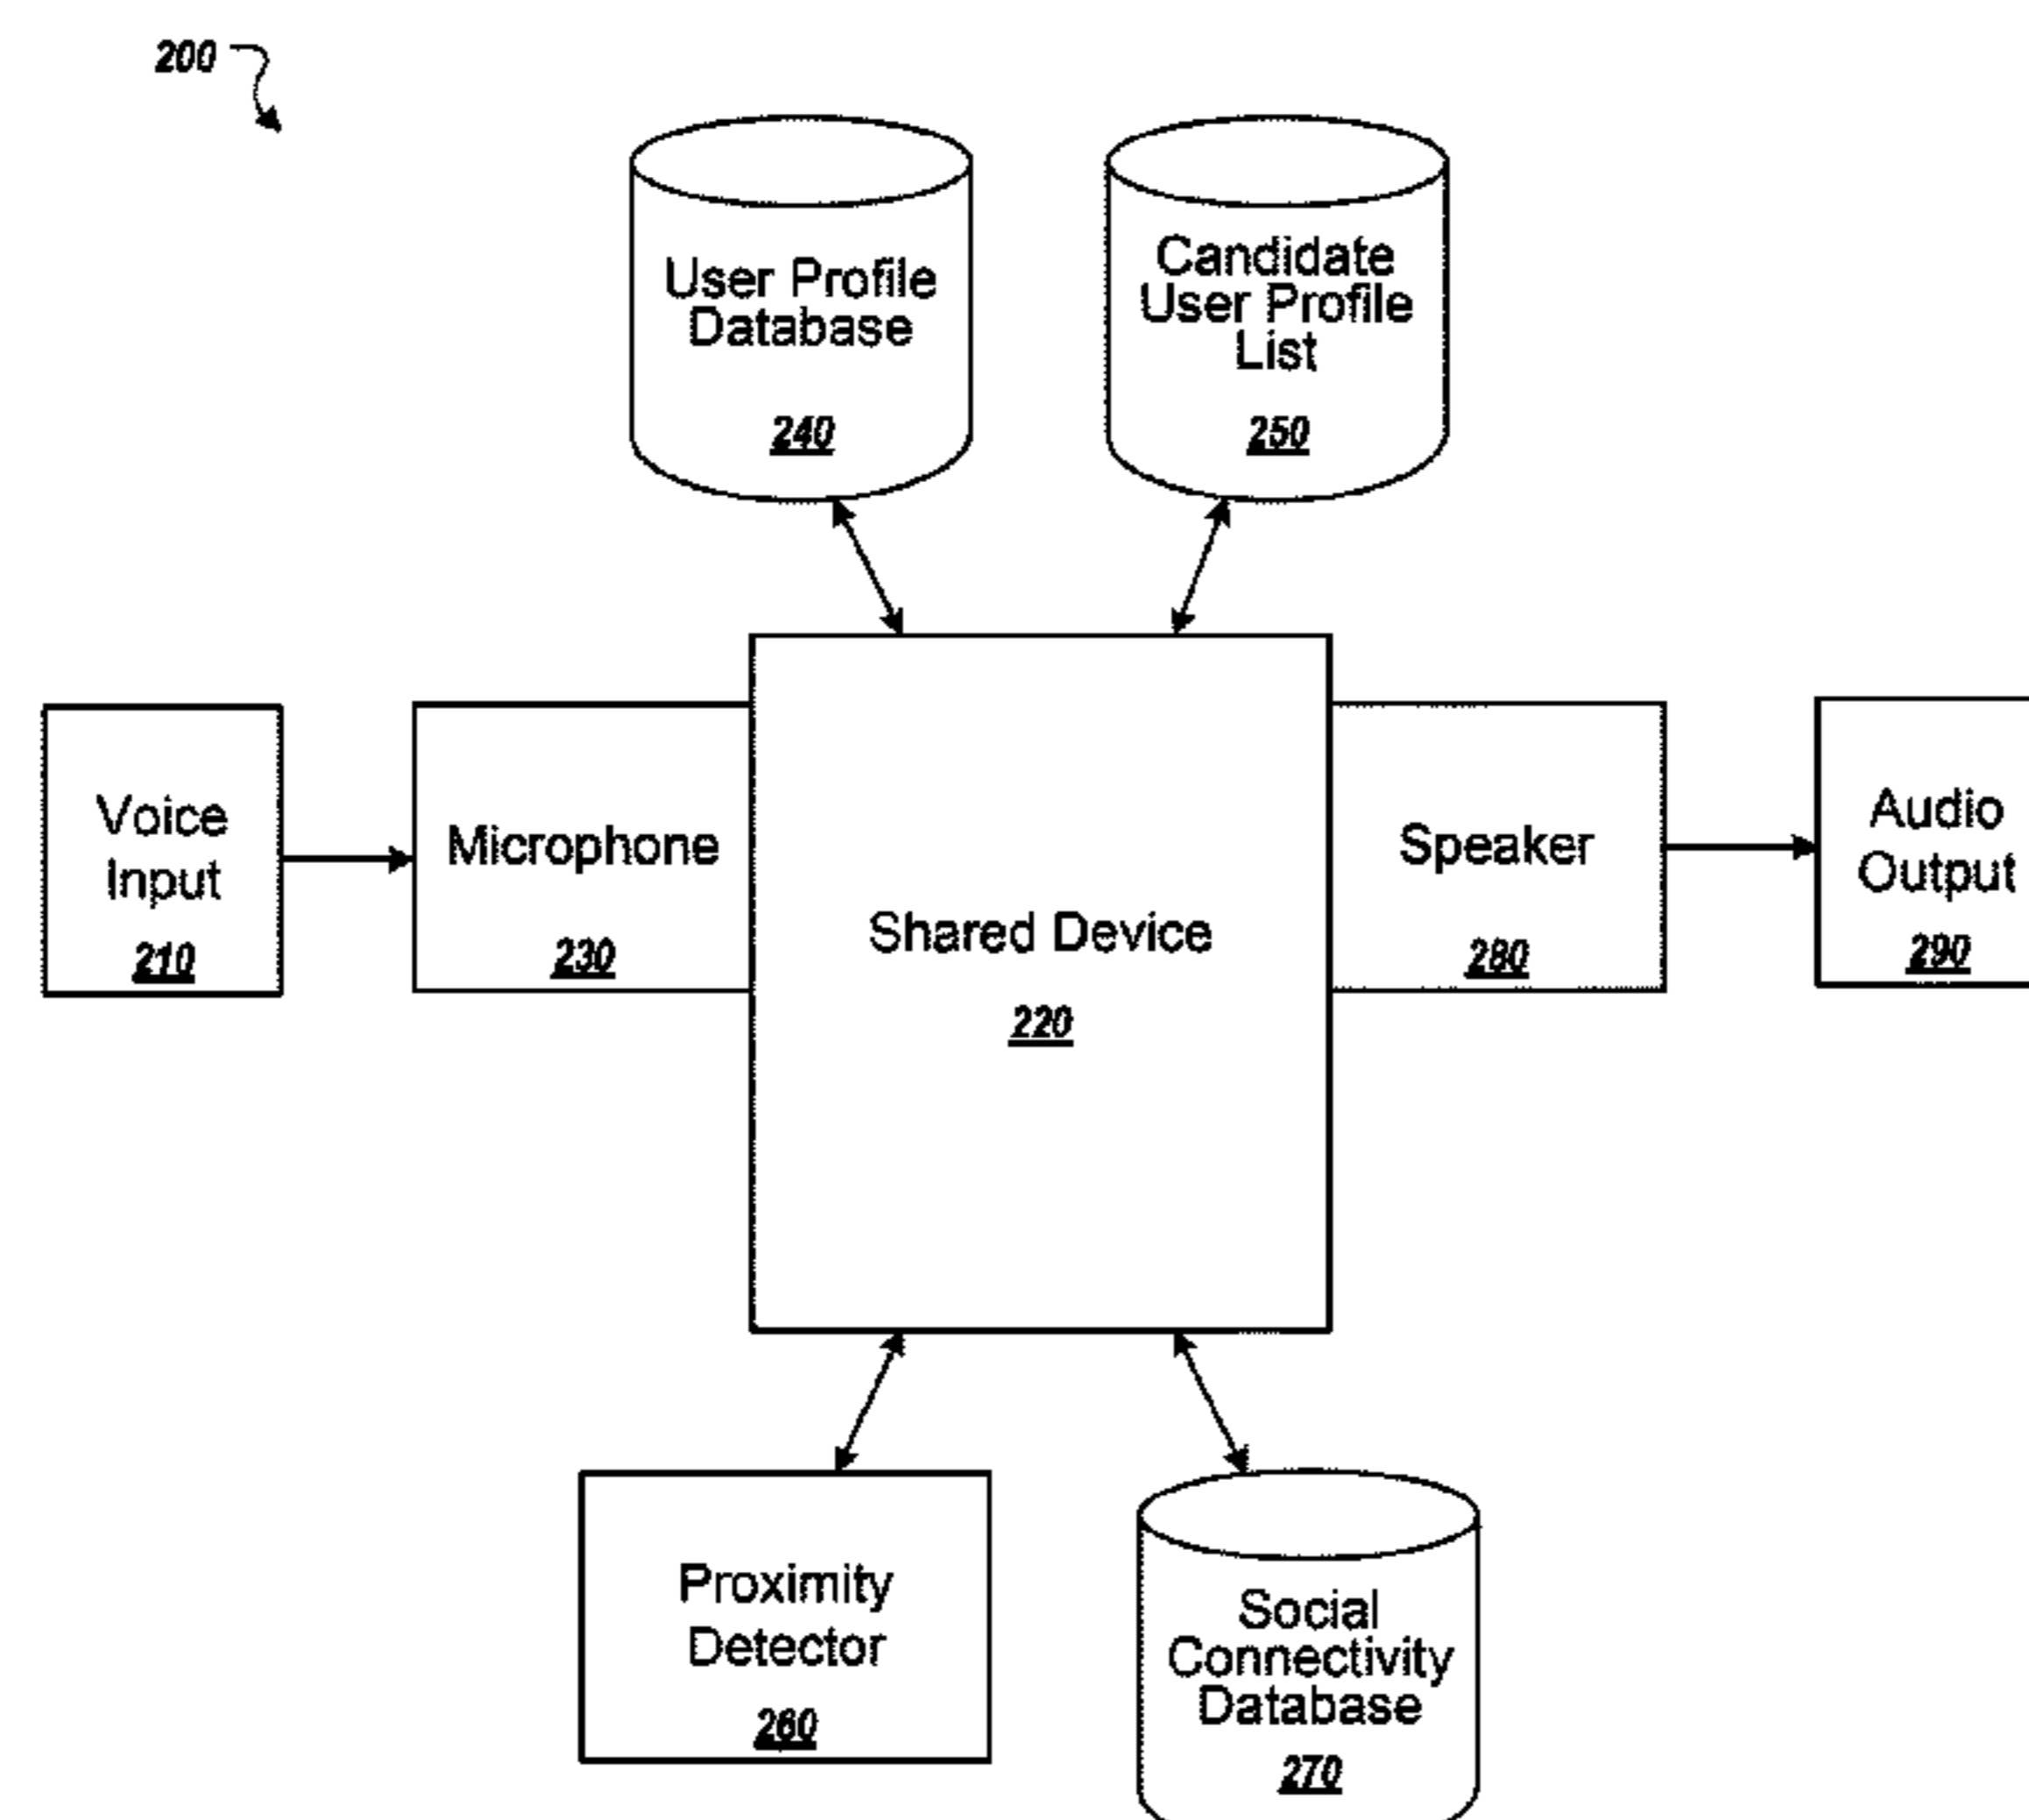 200
User Profile
Database
240
Candidate
User Profile
List
250
Voice
Input
210
Microphone
230
Shared Device
220
Speaker
280
Audio
Output
290
Proximity
Detector
260
Social
Connectivity
Database
270